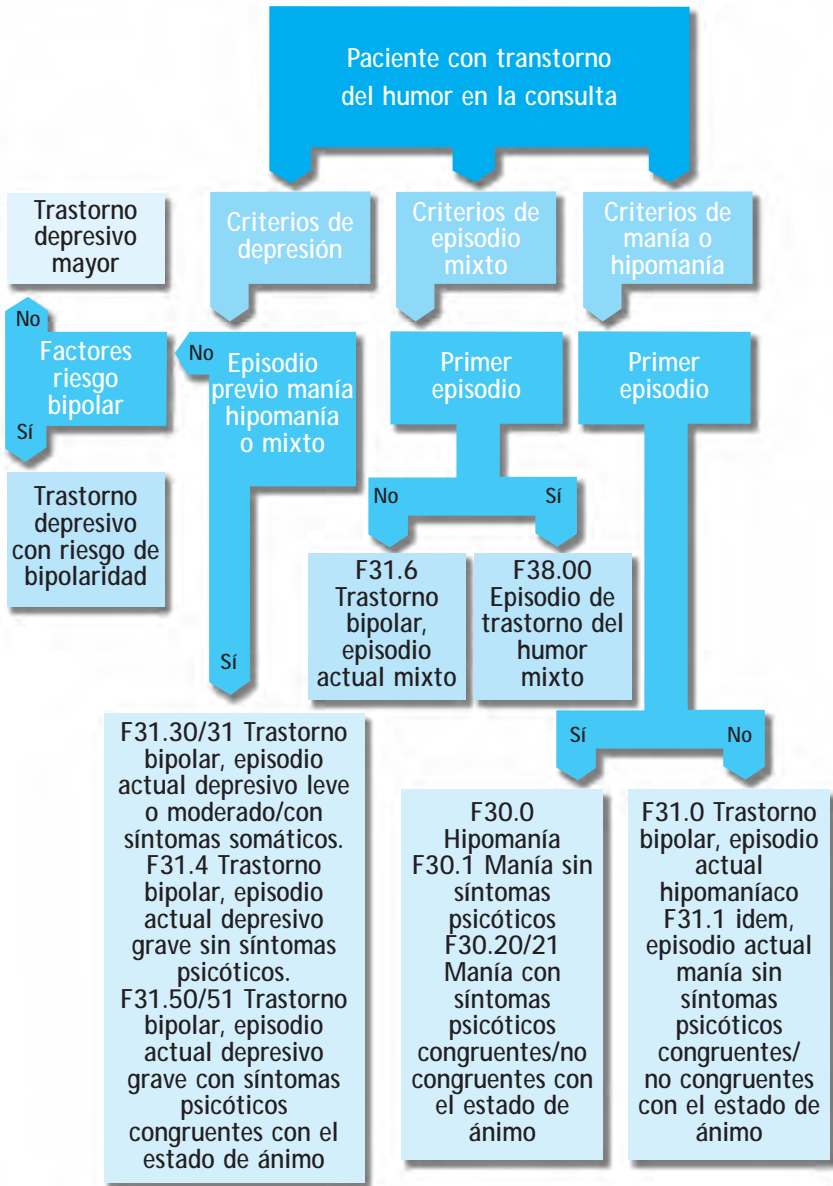 Paciente con transtorno
del humor en la consulta
Trastorno
depresivo
mayor
Criterios de
depresión
Criterios de
episodio
mixto
Criterios de
manía o
hipomanía
No
Factores
riesgo
bipolar
Sí
No
Episodio
previo manía
hipomanía
o mixto
Primer
episodio
Primer
episodio
Trastorno
depresivo
con riesgo de
bipolaridad
No
Sí
F31.6
Trastorno
bipolar,
episodio
actual mixto
F38.00
Episodio de
trastorno del
humor
mixto
Sí
Sí
No
F31.30/31 Trastorno
bipolar, episodio
actual depresivo leve
o moderado/con
síntomas somáticos.
F31.4 Trastorno
bipolar, episodio
actual depresivo
grave sin síntomas
psicóticos.
F31.50/51 Trastorno
bipolar, episodio
actual depresivo
grave con síntomas
psicóticos
congruentes con el
estado de ánimo
F30.0
Hipomanía
F30.1 Manía sin
síntomas
psicóticos
F30.20/21
Manía con
síntomas
psicóticos
congruentes/no
congruentes con
el estado de
ánimo
F31.0 Trastorno
bipolar, episodio
actual
hipomaníaco
F31.1 idem,
episodio actual
manía sin
síntomas
psicóticos
congruentes/
no congruentes
con el estado de
ánimo